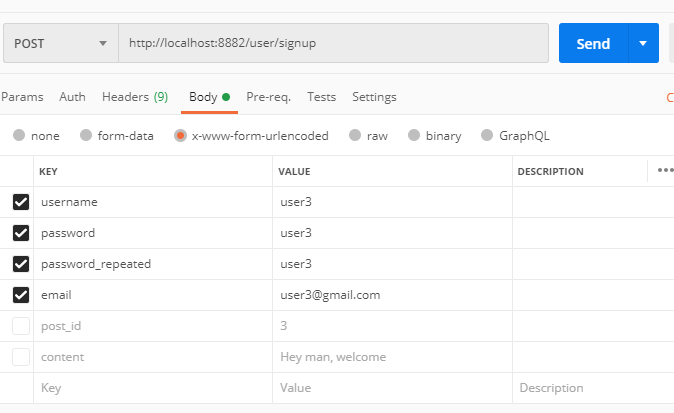 POST http://localhost:8882/user/signup Send
Params Auth Headers (9) Body Pre-req. Tests Settings
none form-data x-www-form-urlencoded raw binary GraphQL
KEY VALUE DESCRIPTION
username user3
password user3
password_repeated user3
email user3@gmail.com
post_id 3
content Hey man, welcome
Key Value Description